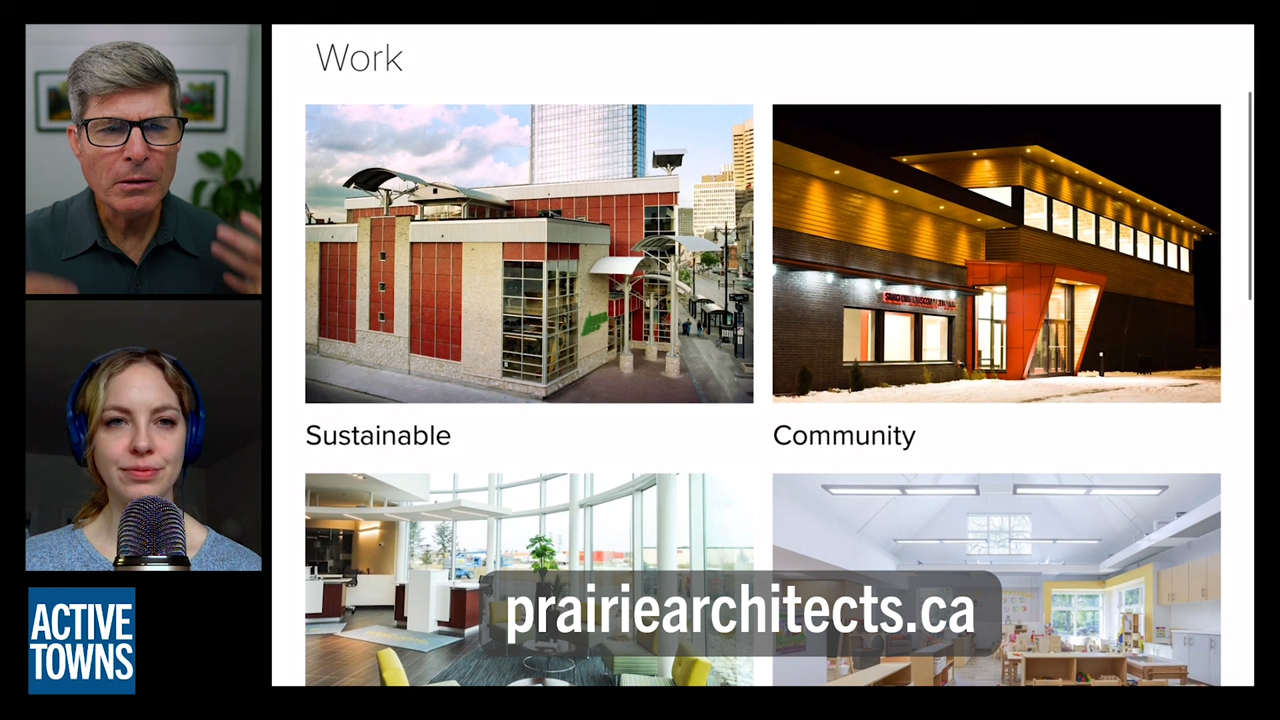 Work
Sustainable
Community
prairiearchitects.ca
ACTIVE
TOWNS